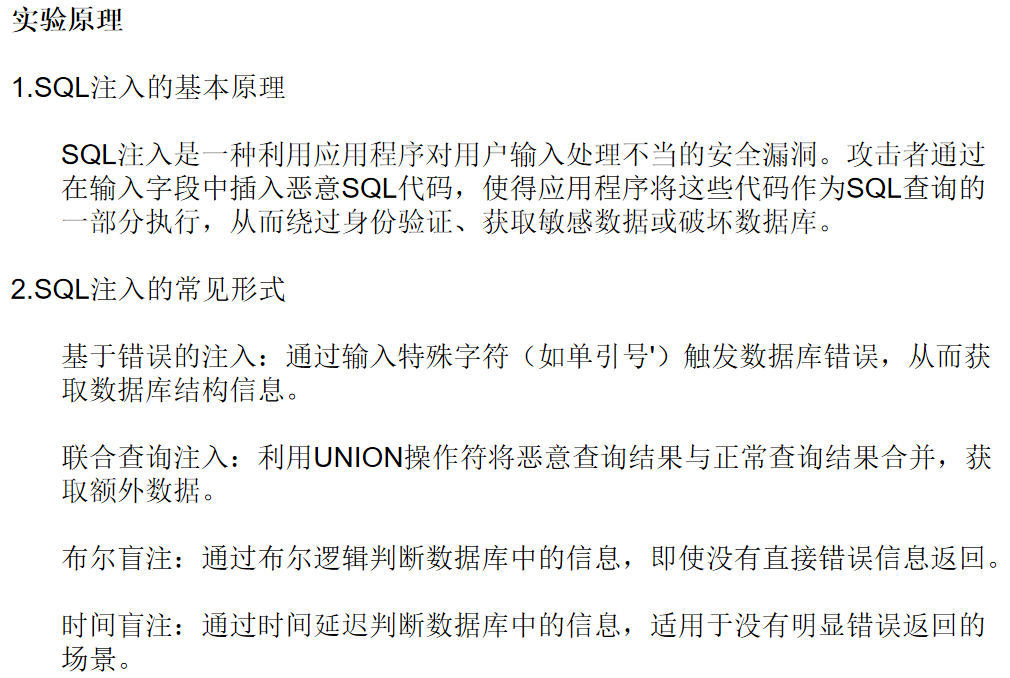 实验原理
1.SQL注入的基本原理
SQL注入是一种利用应用程序对用户输入处理不当的安全漏洞。攻击者通过
在输入字段中插入恶意SQL代码，使得应用程序将这些代码作为SQL查询的
一部分执行，从而绕过身份验证、获取敏感数据或破坏数据库。
2.SQL注入的常见形式
基于错误的注入：通过输入特殊字符（如单引号'）触发数据库错误，从而获
取数据库结构信息。
联合查询注入：利用UNION操作符将恶意查询结果与正常查询结果合并，获
取额外数据。
布尔盲注：通过布尔逻辑判断数据库中的信息，即使没有直接错误信息返回。
时间盲注：通过时间延迟判断数据库中的信息，适用于没有明显错误返回的
场景。